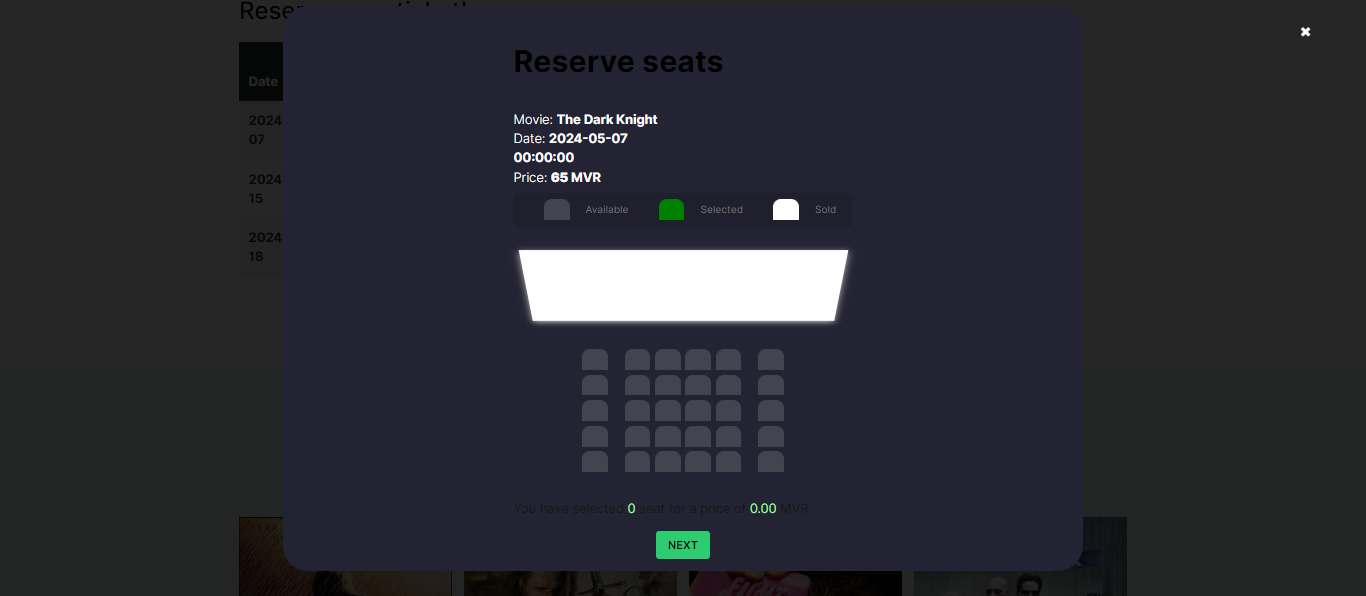 Date
2024
07
2024
15
2024
18
✖
Reserve seats
Movie: The Dark Knight
Date: 2024-05-07
00:00:00
Price: 65 MVR
Available Selected Sold
You have selected 0 seat for a price of 0.00 MVR
NEXT